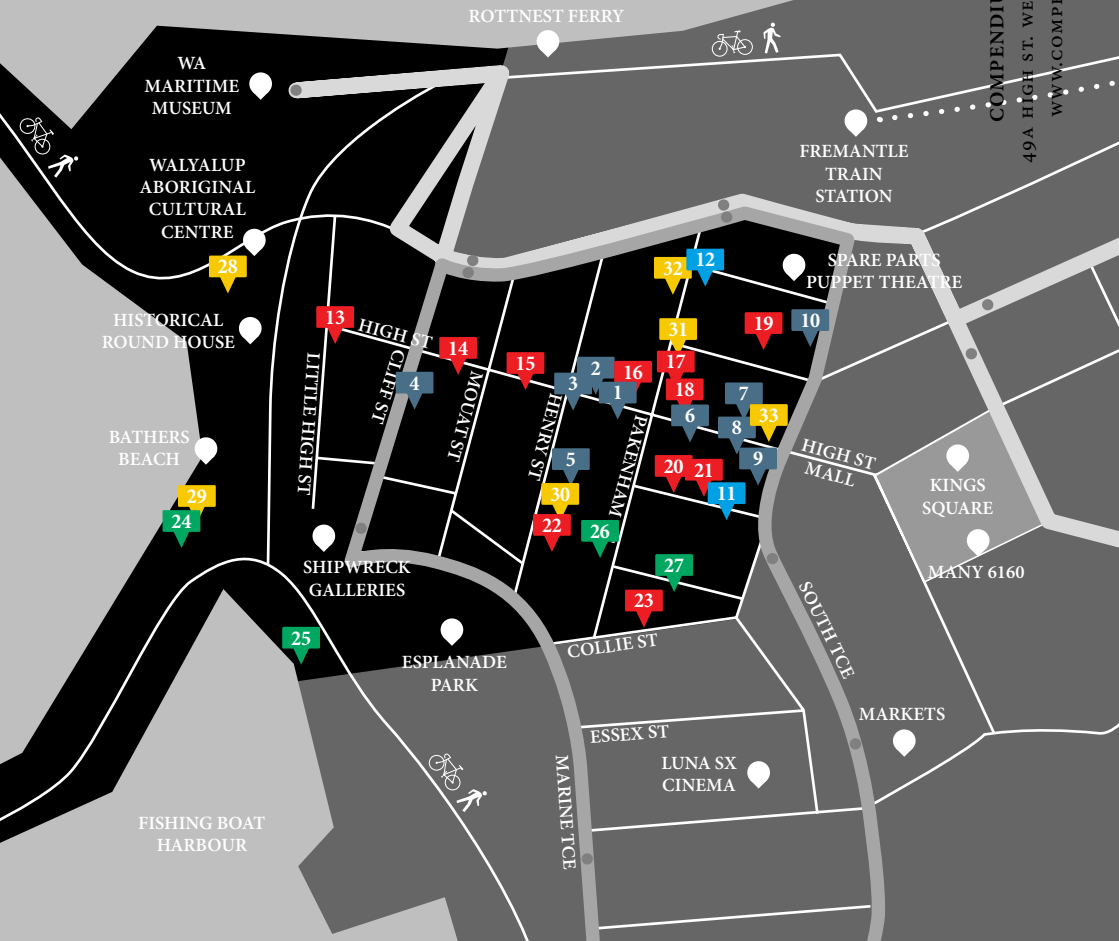 ROTTNEST FERRY
COMPENDIU
49A HIGH ST. WE
WWW.COMPE
WA
MARITIME
MUSEUM
FREMANTLE
TRAIN
STATION
WALYALUP
ABORIGINAL
CULTURAL
CENTRE
28
32
12
SPARE PARTS
PUPPET THEATRE
HISTORICAL
ROUND HOUSE
13
HIGH ST
14
15
31
19
10
LITTLE HIGH ST
CLIFF ST
4
MOUAT ST
HENRY ST
3
2
1
16
17
18
PAKENHAM
6
7
8
33
9
HIGH ST
MALL
BATHERS
BEACH
29
24
5
30
22
26
20
21
11
KINGS
SQUARE
MANY 6160
SHIPWRECK
GALLERIES
27
23
25
ESPLANADE
PARK
COLLIE ST
SOUTH TCE
ESSEX ST
MARKETS
LUNA SX
CINEMA
MARINE TCE
FISHING BOAT
HARBOUR